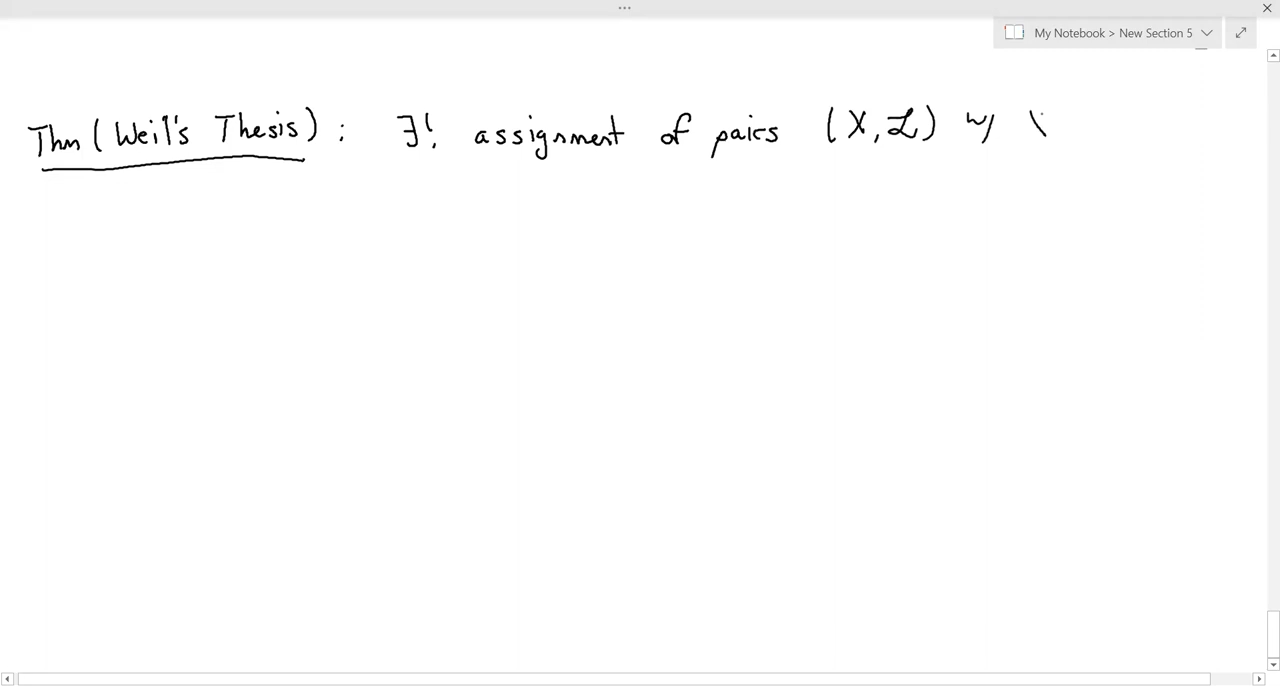 My Notebook > New Section 5
Thm (Weil's Thesis) : ∃! assignment of pairs (X, ℒ) w/ \